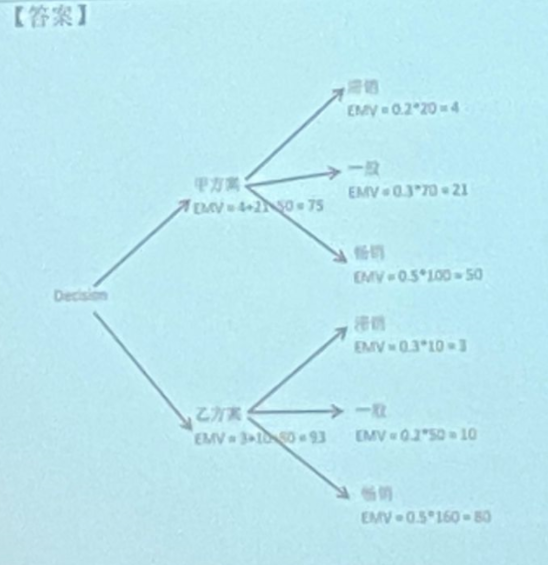 【答案】
滞销
EMV = 0.2*20 = 4
一般
EMV = 0.3*70 = 21
甲方案
EMV = 4+21+50 = 75
畅销
EMV = 0.5*100 = 50
Decision
滞销
EMV = 0.3*10 = 3
一般
EMV = 0.2*50 = 10
乙方案
EMV = 3+10+80 = 93
畅销
EMV = 0.5*160 = 80